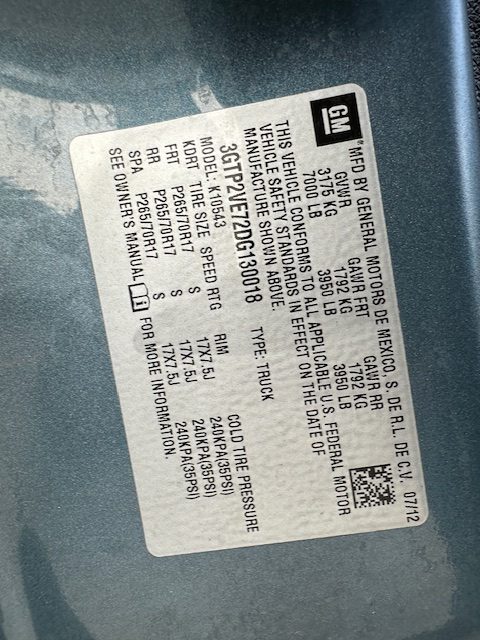 GM
MFD BY GENERAL MOTORS DE MEXICO, S. DE R.L. DE C.V. 07/12
GVWR GAWR FRT GAWR RR
3175 KG 1792 KG 1792 KG
7000 LB 3950 LB 3950 LB
THIS VEHICLE CONFORMS TO ALL APPLICABLE U.S. FEDERAL MOTOR
VEHICLE SAFETY STANDARDS IN EFFECT ON THE DATE OF
MANUFACTURE SHOWN ABOVE.
3GTP2VE72DG130018 TYPE: TRUCK
MODEL: K10543
KDRT TIRE SIZE SPEED RTG RIM COLD TIRE PRESSURE
FRT P265/70R17 S 17X7.5J 240KPA(35PSI)
RR P265/70R17 S 17X7.5J 240KPA(35PSI)
SPA P265/70R17 S 17X7.5J 240KPA(35PSI)
SEE OWNER'S MANUAL FOR MORE INFORMATION.